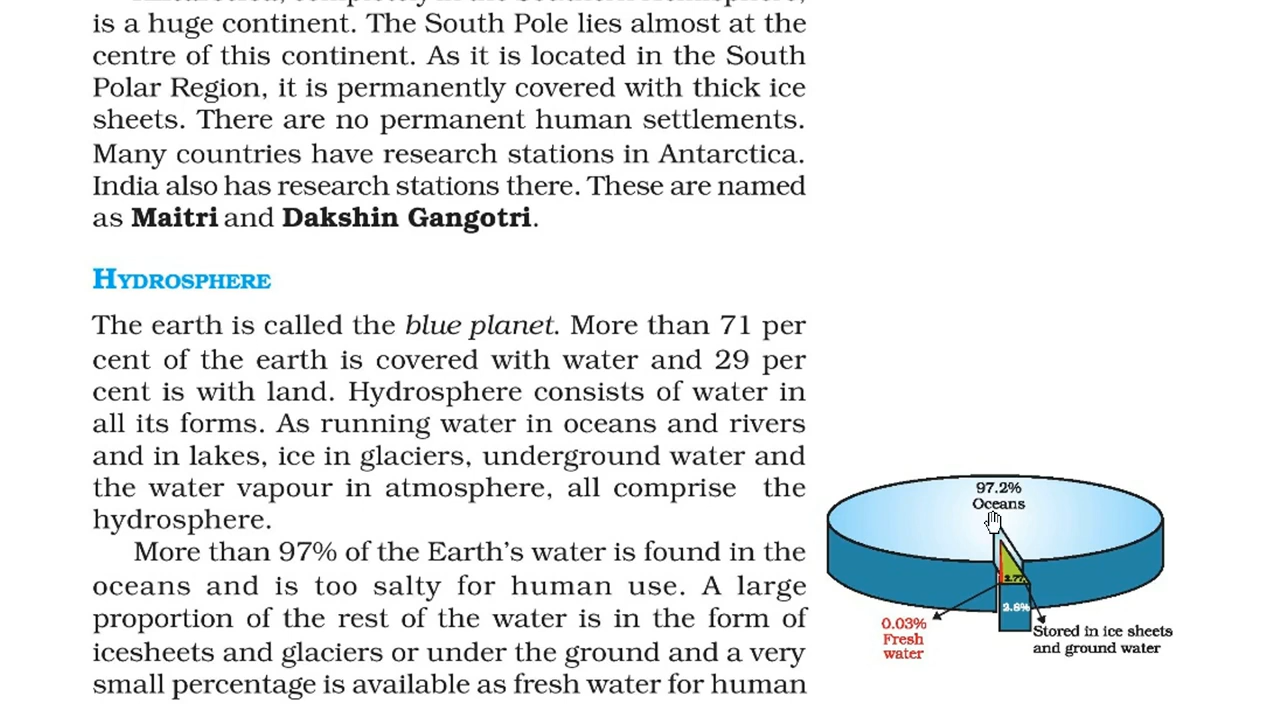 is a huge continent. The South Pole lies almost at the
centre of this continent. As it is located in the South
Polar Region, it is permanently covered with thick ice
sheets. There are no permanent human settlements.
Many countries have research stations in Antarctica.
India also has research stations there. These are named
as Maitri and Dakshin Gangotri.
HYDROSPHERE
The earth is called the blue planet. More than 71 per
cent of the earth is covered with water and 29 per
cent is with land. Hydrosphere consists of water in
all its forms. As running water in oceans and rivers
and in lakes, ice in glaciers, underground water and
the water vapour in atmosphere, all comprise the
hydrosphere.
More than 97% of the Earth's water is found in the
oceans and is too salty for human use. A large
proportion of the rest of the water is in the form of
icesheets and glaciers or under the ground and a very
small percentage is available as fresh water for human
97.2%
Oceans
2.6%
0.03%
Fresh
water
Stored in ice sheets
and ground water